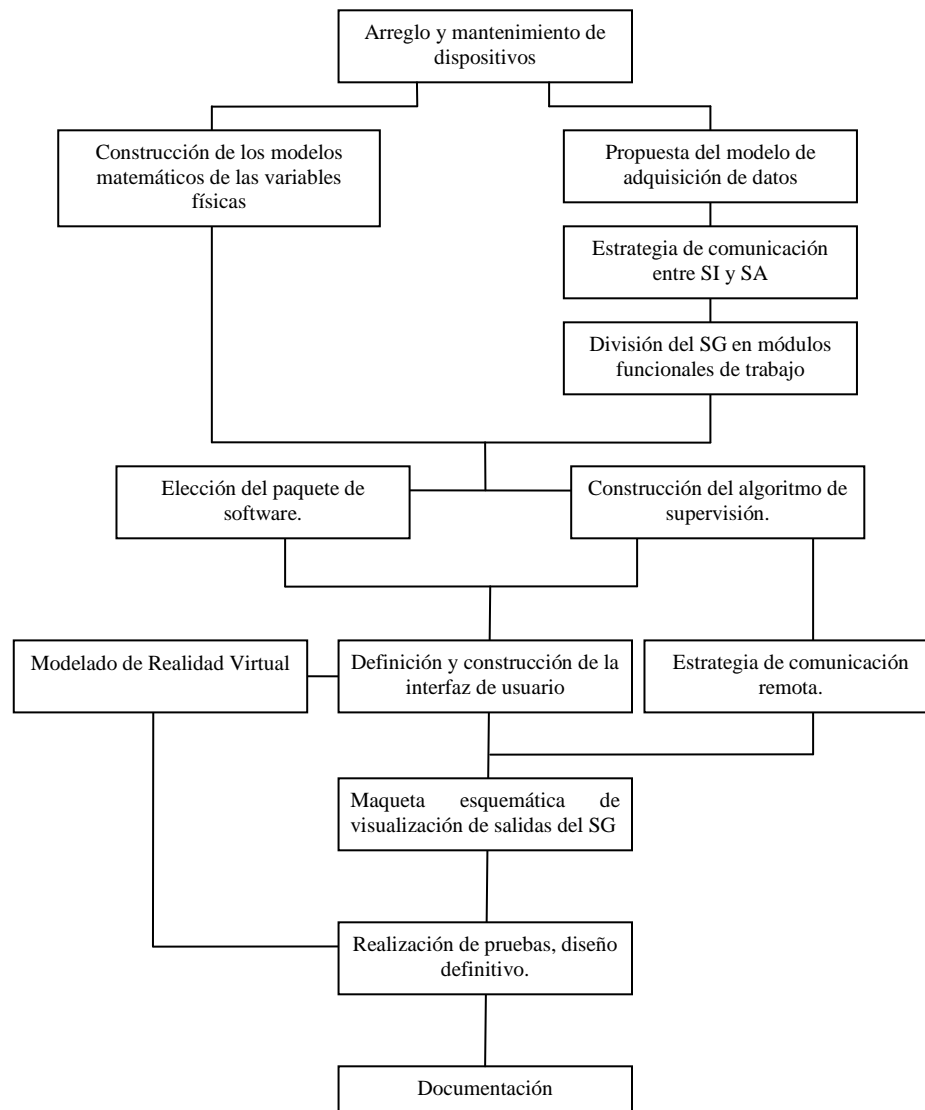 Arreglo y mantenimiento de
dispositivos
Construcción de los modelos
matemáticos de las variables
físicas
Propuesta del modelo de
adquisición de datos
Estrategia de comunicación
entre SI y SA
División del SG en módulos
funcionales de trabajo
Elección del paquete de
software.
Construcción del algoritmo de
supervisión.
Modelado de Realidad Virtual
Definición y construcción de la
interfaz de usuario
Estrategia de comunicación
remota.
Maqueta esquemática de
visualización de salidas del SG
Realización de pruebas, diseño
definitivo.
Documentación